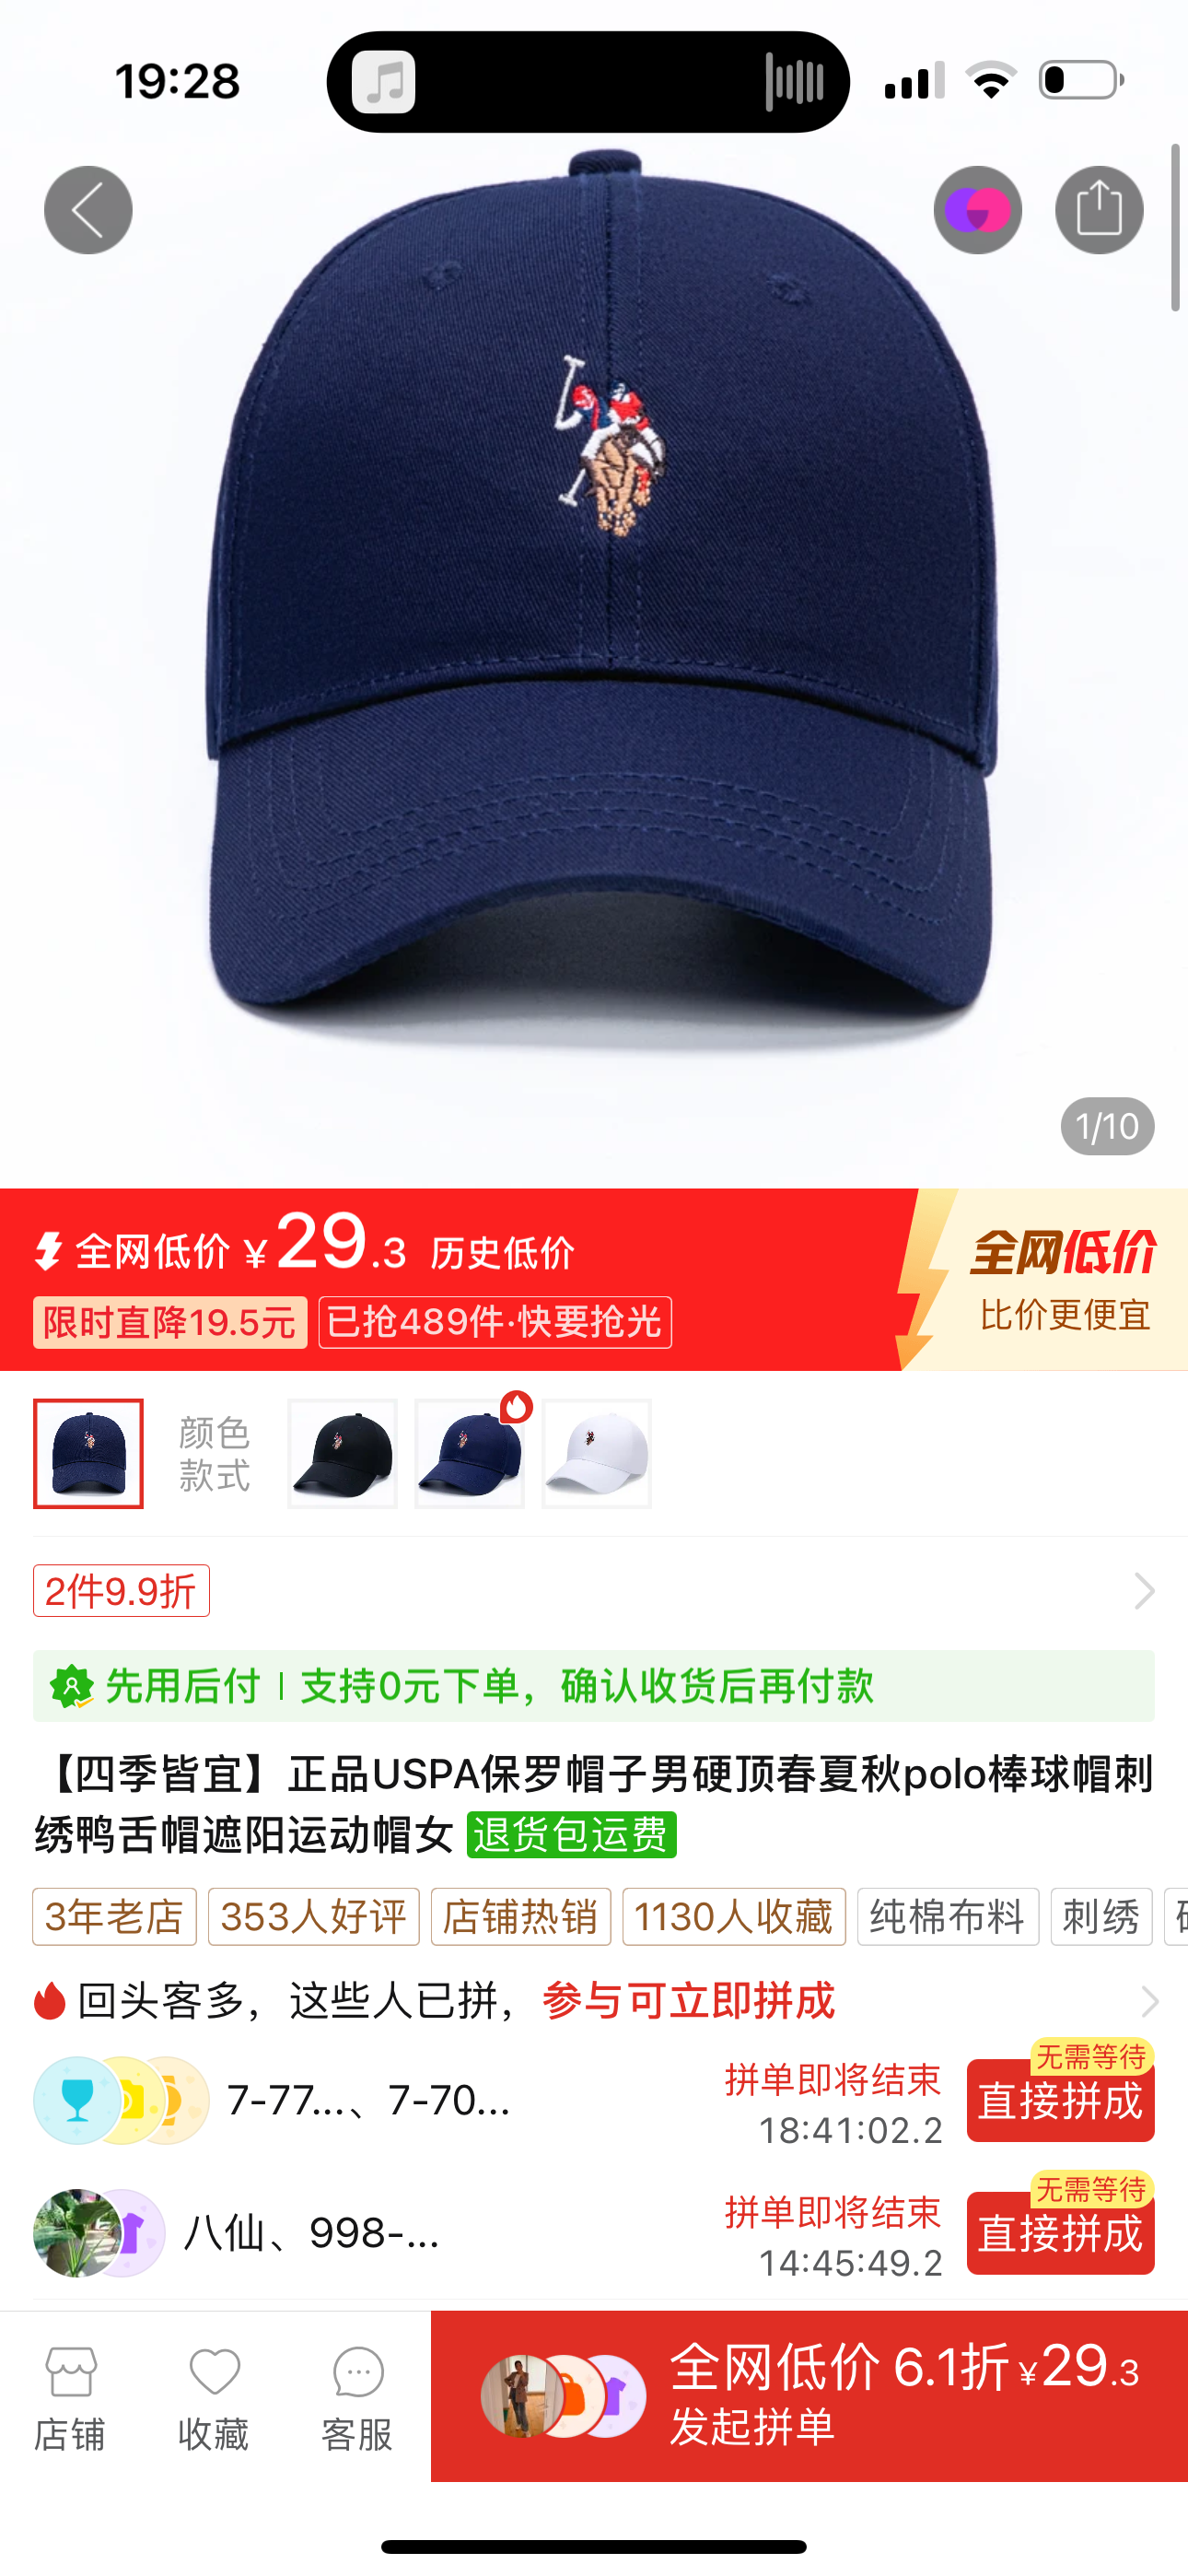 19:28
1/10
全网低价 ¥29.3 历史低价
限时直降19.5元 已抢489件·快要抢光
全网低价
比价更便宜
颜色
款式
2件9.9折
先用后付 | 支持0元下单，确认收货后再付款
【四季皆宜】正品USPA保罗帽子男硬顶春夏秋polo棒球帽刺
绣鸭舌帽遮阳运动帽女 退货包运费
3年老店 353人好评 店铺热销 1130人收藏 纯棉布料 刺绣
回头客多，这些人已拼，参与可立即拼成
7-77...、7-70... 拼单即将结束 18:41:02.2 无需等待 直接拼成
八仙、998-... 拼单即将结束 14:45:49.2 无需等待 直接拼成
店铺 收藏 客服
全网低价 6.1折 ¥29.3
发起拼单